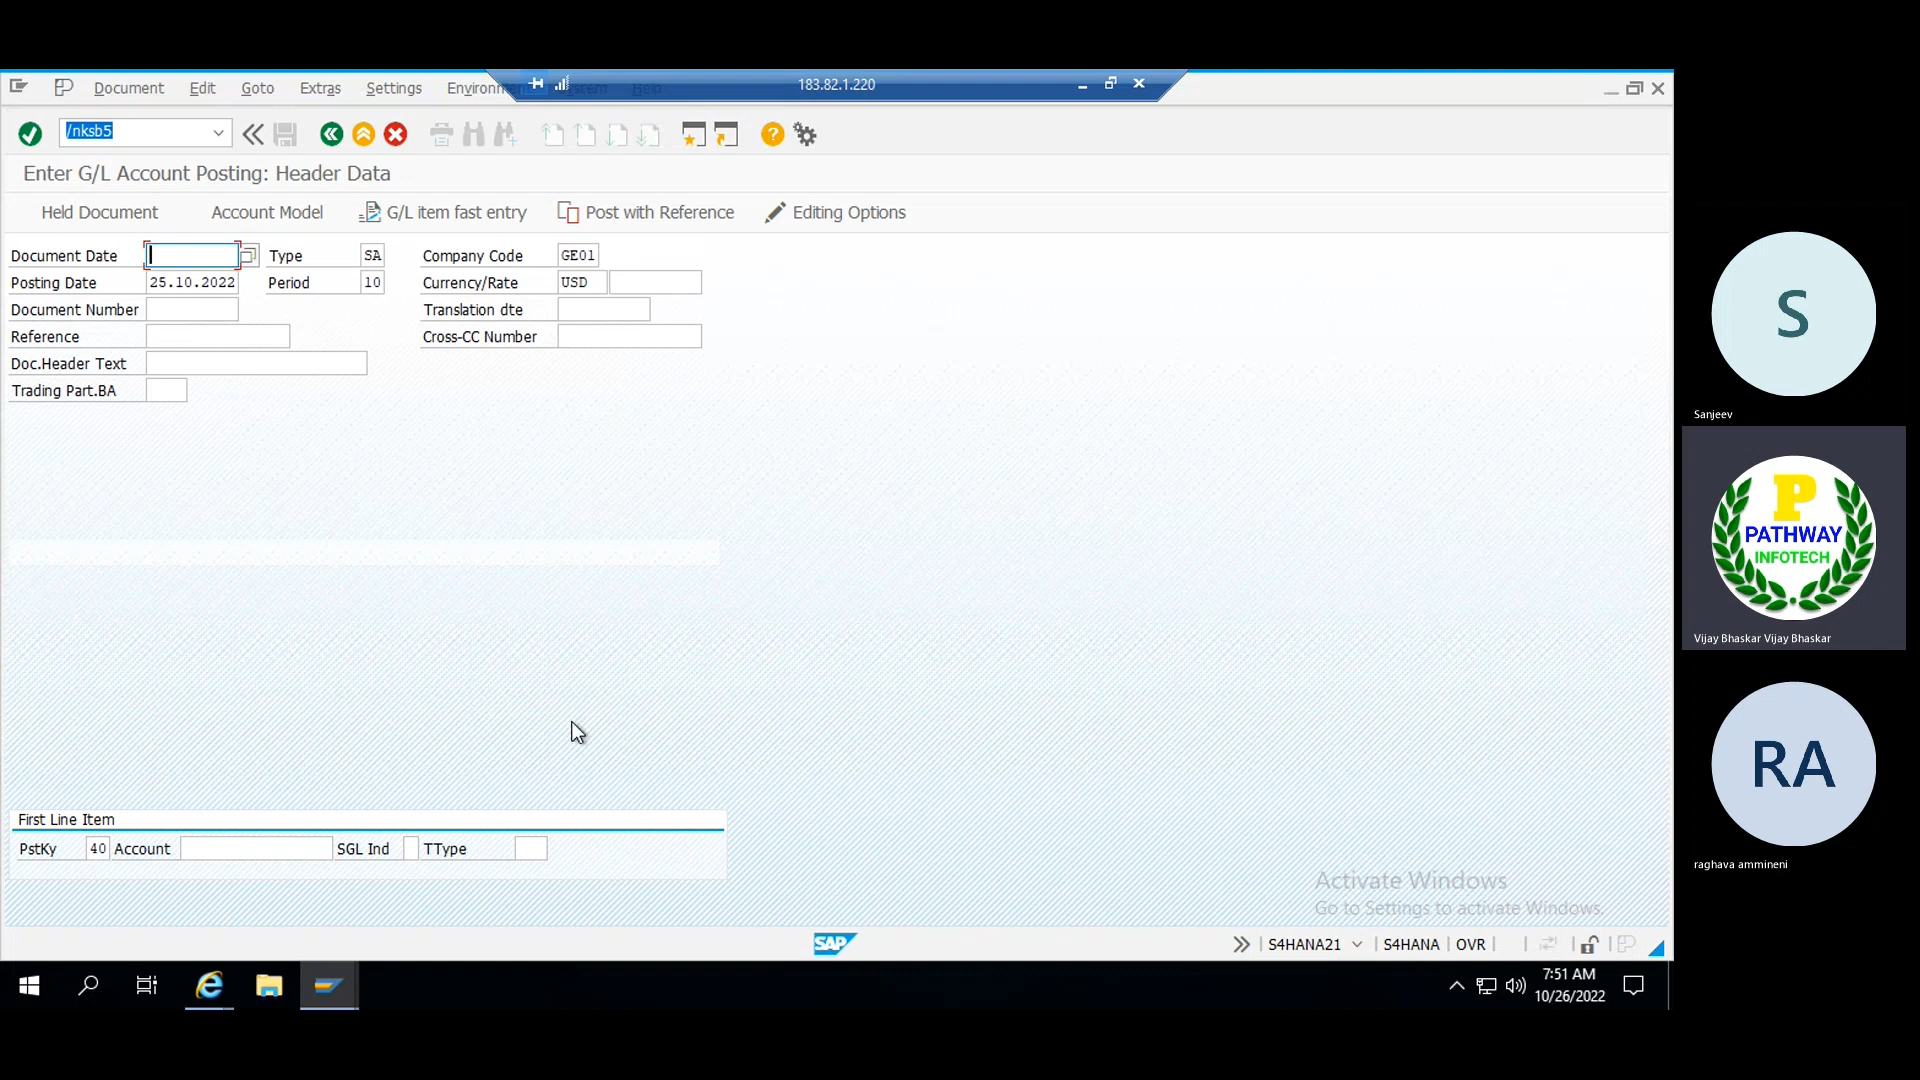 Document Edit Goto Extras Settings Environm
183.82.1.220
/nksb5
Enter G/L Account Posting: Header Data
Held Document Account Model G/L item fast entry Post with Reference Editing Options
Document Date Type SA Company Code GE01
Posting Date 25.10.2022 Period 10 Currency/Rate USD
Document Number Translation dte
Reference Cross-CC Number
Doc.Header Text
Trading Part.BA
First Line Item
PstKy 40 Account SGL Ind TType
Activate Windows
Go to Settings to activate Windows.
SAP S4HANA21 S4HANA OVR
7:51 AM
10/26/2022
S
Sanjeev
P
PATHWAY
INFOTECH
Vijay Bhaskar Vijay Bhaskar
RA
raghava ammineni